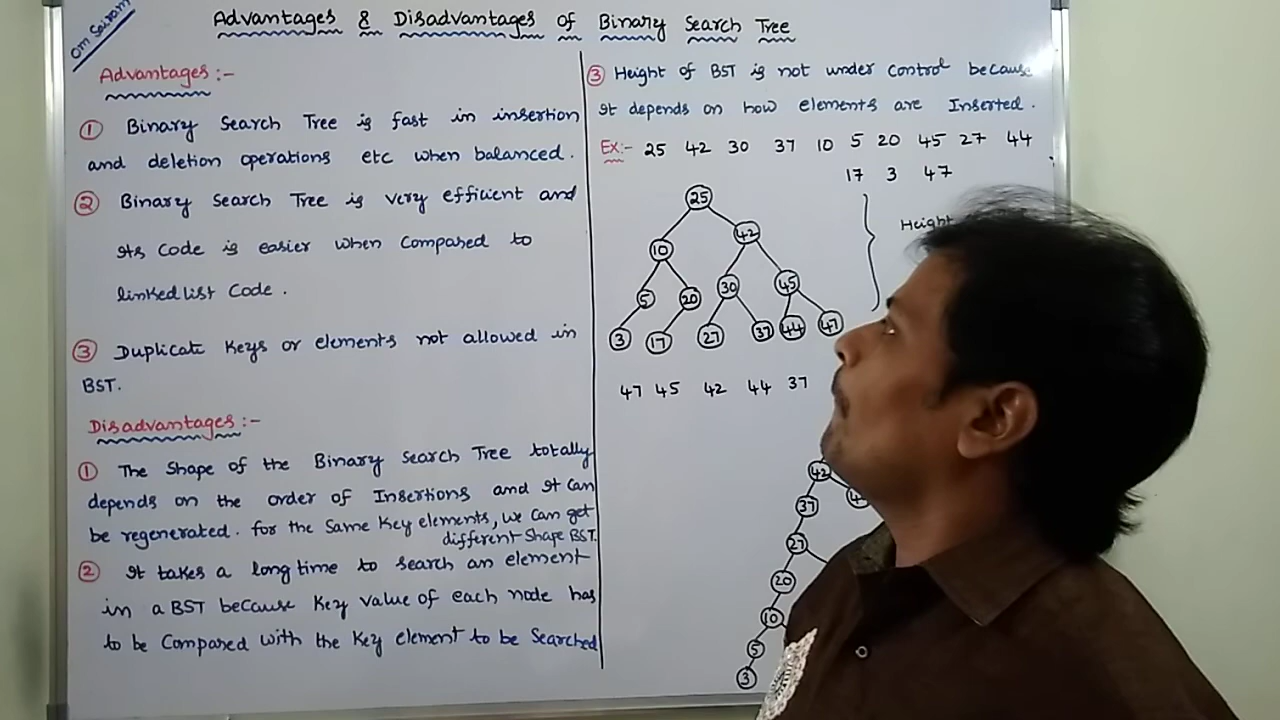 Om Sairam
Advantages & Disadvantages of Binary Search Tree
Advantages :-
① Binary Search Tree is fast in insertion
and deletion operations etc when balanced.
② Binary Search Tree is very efficient and
its code is easier when compared to
linked list code.
③ Duplicate keys or elements not allowed in
BST.
Disadvantages :-
① The Shape of the Binary Search Tree totally
depends on the order of Insertions and it can
be regenerated. for the same key elements, we can get
different shape BST.
② It takes a long time to search an element
in a BST because key value of each node has
to be compared with the key element to be searched
③ Height of BST is not under control because
it depends on how elements are Inserted.
Ex:- 25 42 30 37 10 5 20 45 27 44
17 3 47
Height
25
10 42
5 20 30 45
3 17 27 37 44 47
47 45 42 44 37
42
37
27
20
10
5
3